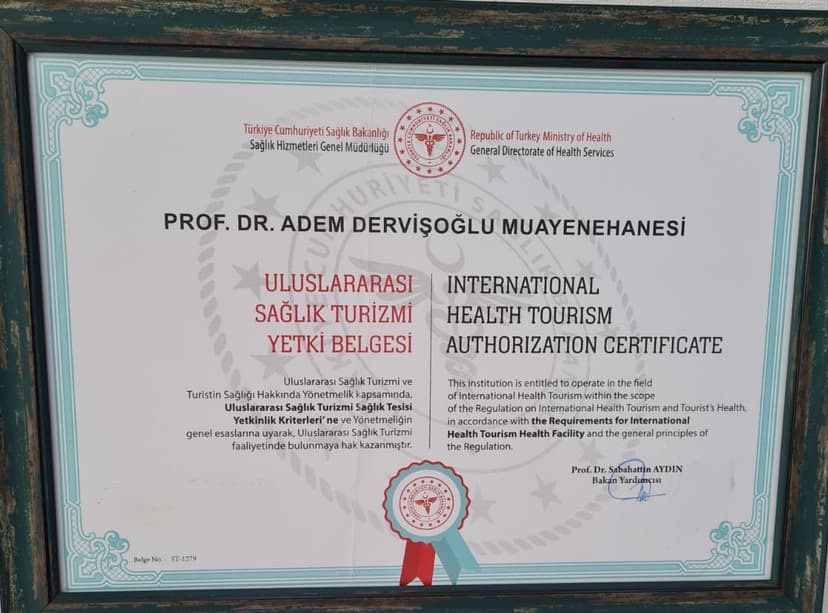 Türkiye Cumhuriyeti Sağlık Bakanlığı
Sağlık Hizmetleri Genel Müdürlüğü
Republic of Turkey Ministry of Health
General Directorate of Health Services
PROF. DR. ADEM DERVİŞOĞLU MUAYENEHANESİ
ULUSLARARASI
SAĞLIK TURİZMİ
YETKİ BELGESİ
Uluslararası Sağlık Turizmi ve
Turistin Sağlığı Hakkında Yönetmelik kapsamında,
Uluslararası Sağlık Turizmi Sağlık Tesisi
Yetkinlik Kriterleri' ne ve Yönetmeliğin
genel esaslarına uyarak, Uluslararası Sağlık Turizmi
faaliyetinde bulunmaya hak kazanmıştır.
INTERNATIONAL
HEALTH TOURISM
AUTHORIZATION CERTIFICATE
This institution is entitled to operate in the field
of International Health Tourism within the scope
of the Regulation on International Health Tourism and Tourist's Health,
in accordance with the Requirements for International
Health Tourism Health Facility and the general principles of
the Regulation.
Prof. Dr. Sabahattin AYDIN
Bakan Yardımcısı
Belge No. : ST-1279